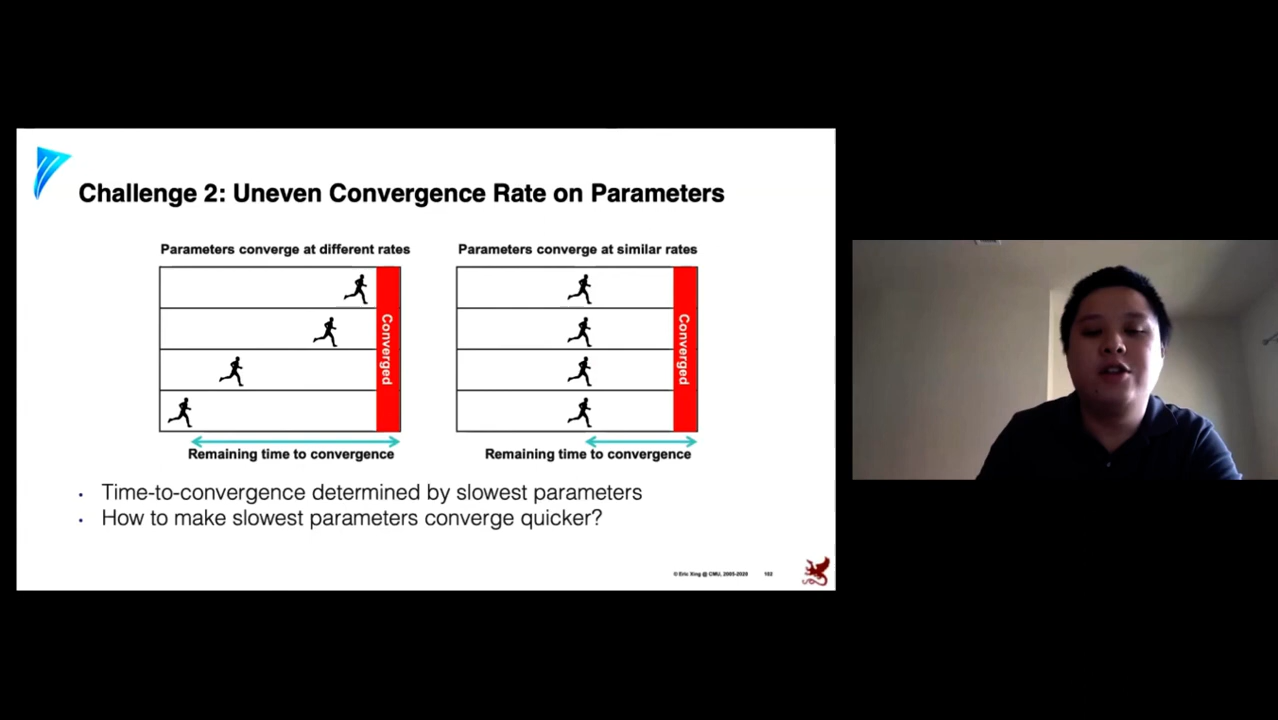 Challenge 2: Uneven Convergence Rate on Parameters
Parameters converge at different rates
Parameters converge at similar rates
Converged
Converged
Remaining time to convergence
Remaining time to convergence
• Time-to-convergence determined by slowest parameters
• How to make slowest parameters converge quicker?
© Eric Xing @ CMU, 2005-2020 102